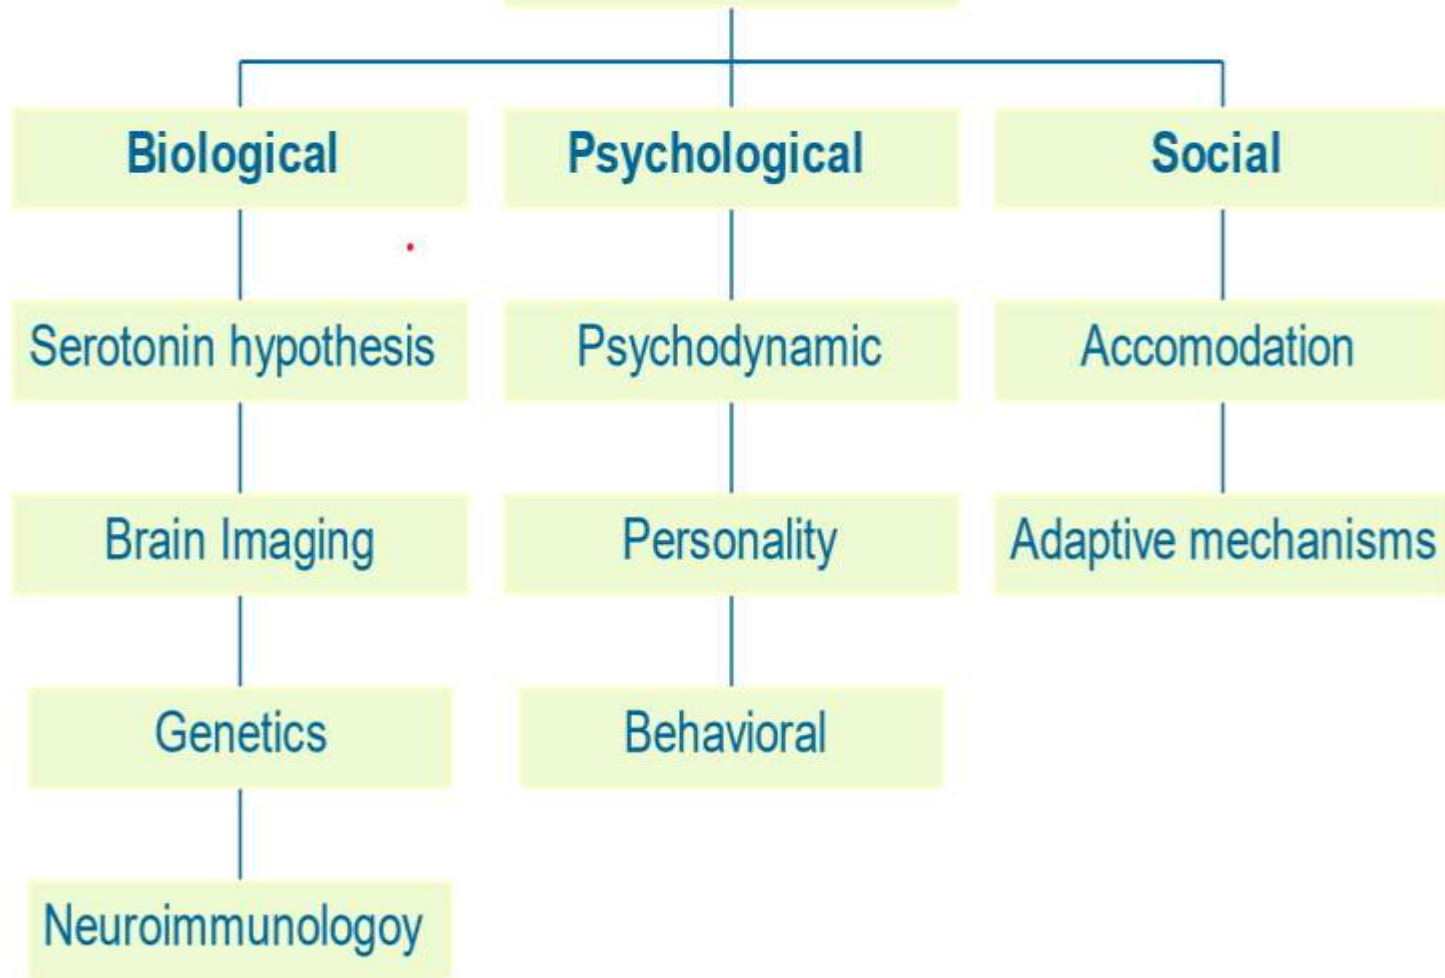 Biological
Psychological
Social
Serotonin hypothesis
Psychodynamic
Accomodation
Brain Imaging
Personality
Adaptive mechanisms
Genetics
Behavioral
Neuroimmunologoy